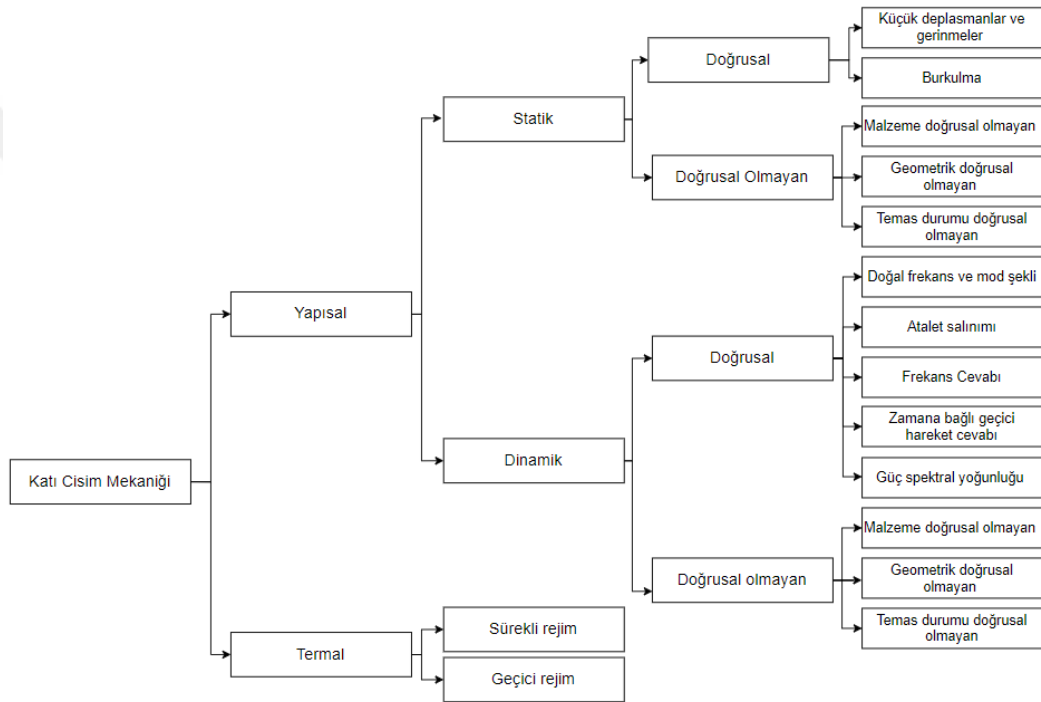 Katı Cisim Mekaniği
Yapısal
Statik
Doğrusal
Küçük deplasmanlar ve
gerinmeler
Burkulma
Doğrusal Olmayan
Malzeme doğrusal olmayan
Geometrik doğrusal
olmayan
Temas durumu doğrusal
olmayan
Dinamik
Doğrusal
Doğal frekans ve mod şekli
Atalet salınımı
Frekans Cevabı
Zamana bağlı geçici
hareket cevabı
Güç spektral yoğunluğu
Doğrusal olmayan
Malzeme doğrusal olmayan
Geometrik doğrusal
olmayan
Temas durumu doğrusal
olmayan
Termal
Sürekli rejim
Geçici rejim